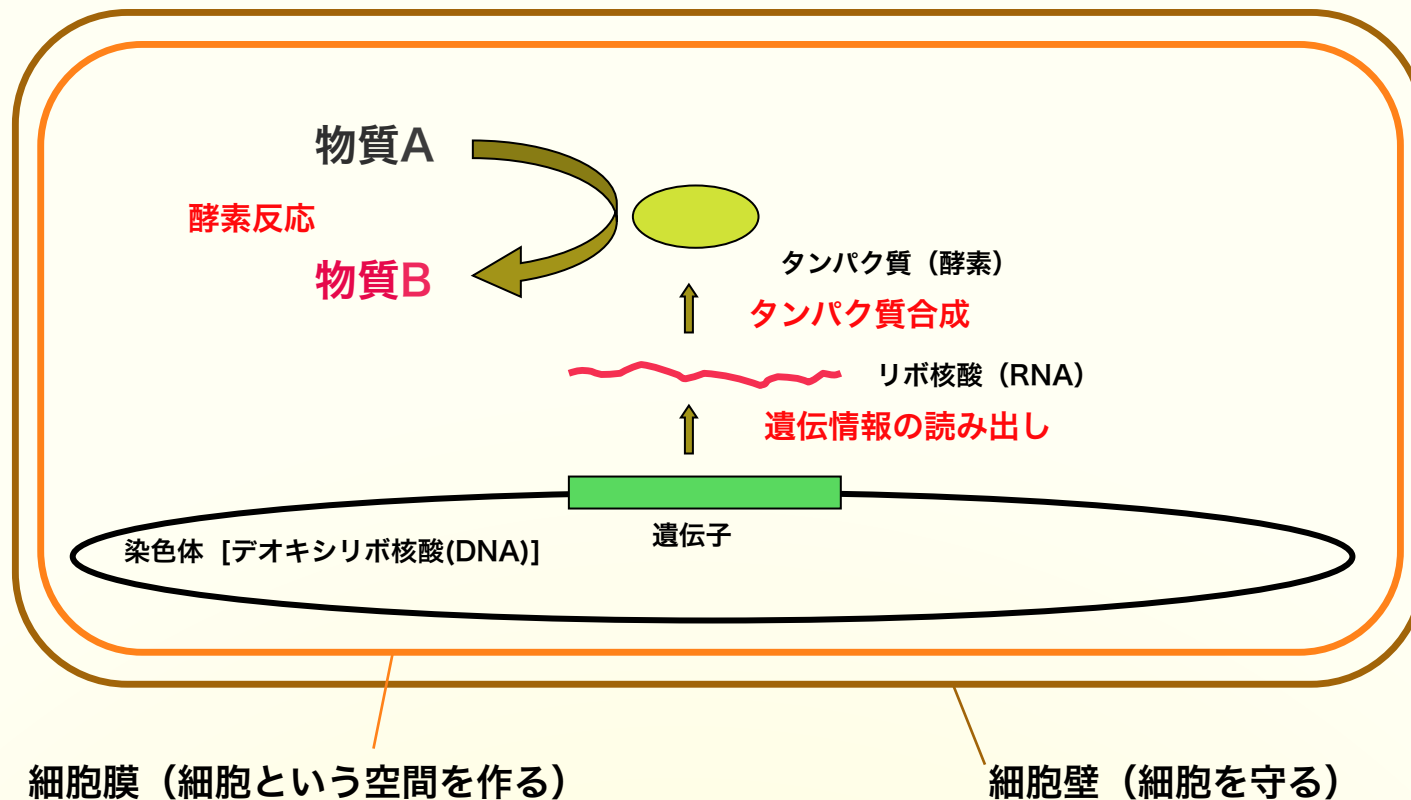 物質A
酵素反応
物質B
タンパク質（酵素）
タンパク質合成
リボ核酸（RNA）
遺伝情報の読み出し
遺伝子
染色体 [デオキシリボ核酸(DNA)]
細胞膜（細胞という空間を作る）
細胞壁（細胞を守る）